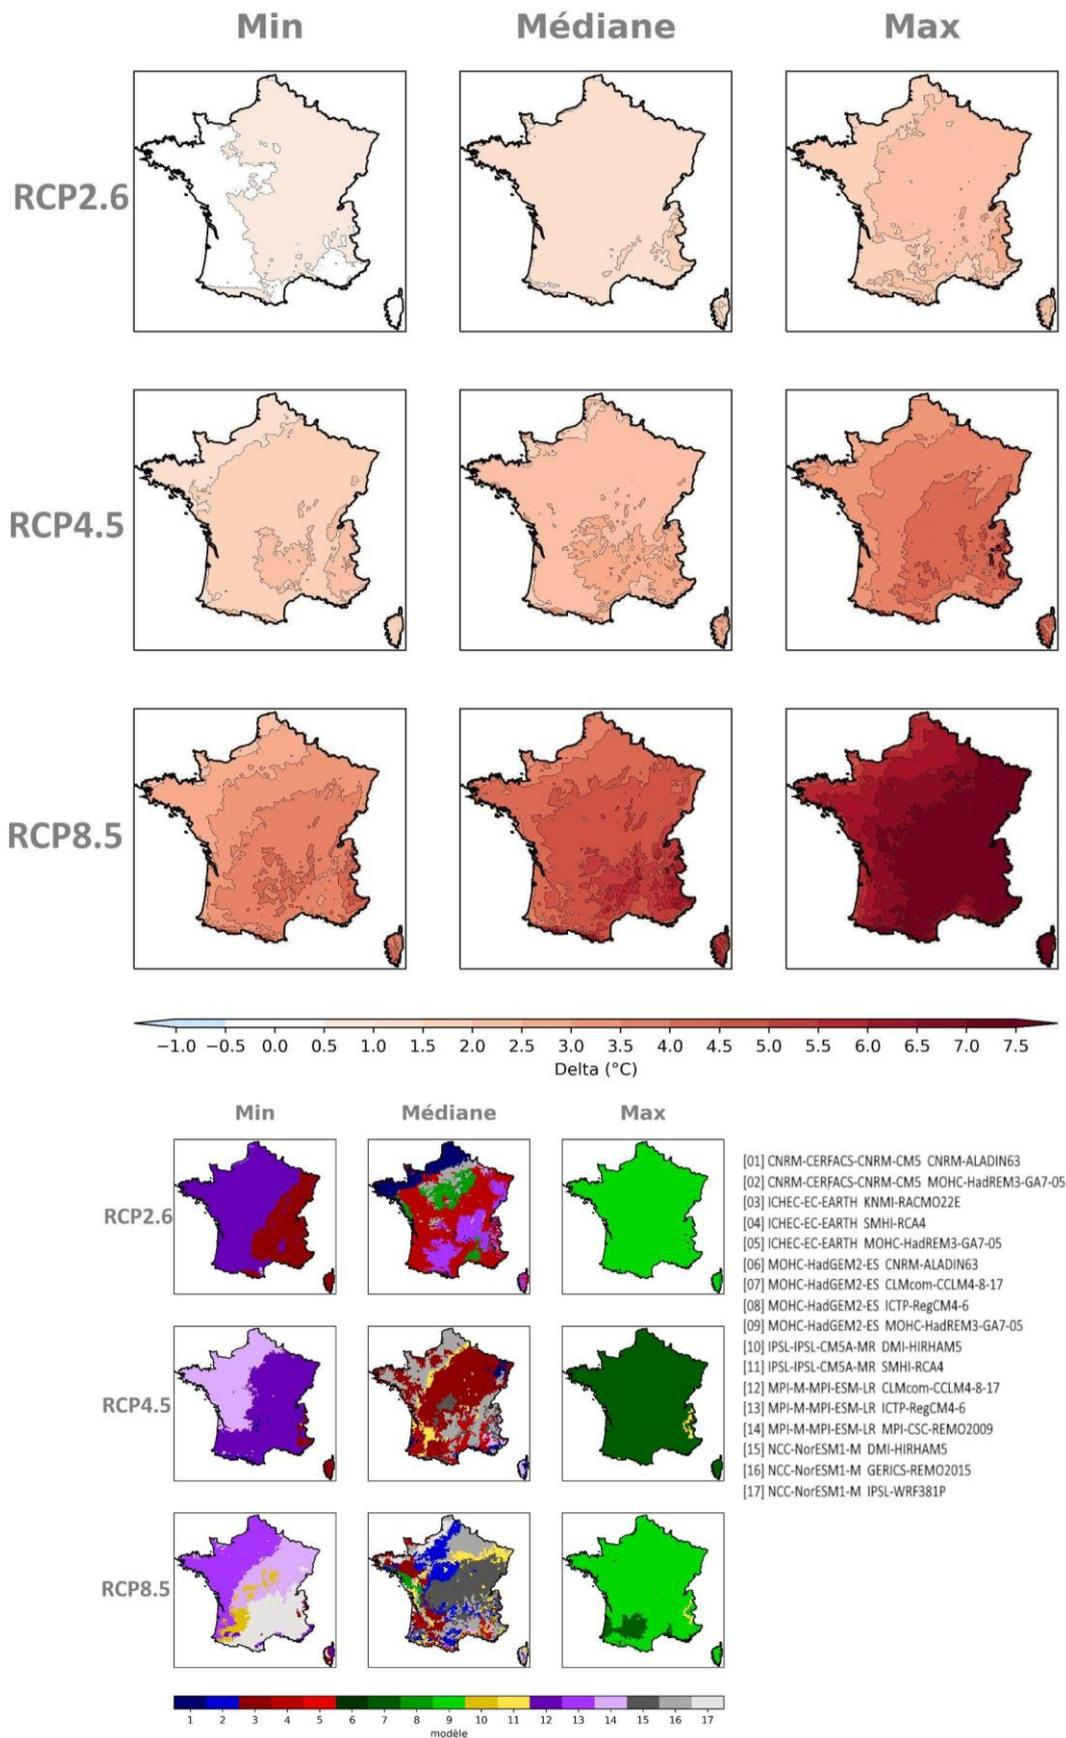 Min Médiane Max
RCP2.6
RCP4.5
RCP8.5
−1.0 −0.5 0.0 0.5 1.0 1.5 2.0 2.5 3.0 3.5 4.0 4.5 5.0 5.5 6.0 6.5 7.0 7.5
Delta (°C)
Min Médiane Max
RCP2.6
RCP4.5
RCP8.5
[01] CNRM-CERFACS-CNRM-CM5 CNRM-ALADIN63
[02] CNRM-CERFACS-CNRM-CM5 MOHC-HadREM3-GA7-05
[03] ICHEC-EC-EARTH KNMI-RACMO22E
[04] ICHEC-EC-EARTH SMHI-RCA4
[05] ICHEC-EC-EARTH MOHC-HadREM3-GA7-05
[06] MOHC-HadGEM2-ES CNRM-ALADIN63
[07] MOHC-HadGEM2-ES CLMcom-CCLM4-8-17
[08] MOHC-HadGEM2-ES ICTP-RegCM4-6
[09] MOHC-HadGEM2-ES MOHC-HadREM3-GA7-05
[10] IPSL-IPSL-CM5A-MR DMI-HIRHAM5
[11] IPSL-IPSL-CM5A-MR SMHI-RCA4
[12] MPI-M-MPI-ESM-LR CLMcom-CCLM4-8-17
[13] MPI-M-MPI-ESM-LR ICTP-RegCM4-6
[14] MPI-M-MPI-ESM-LR MPI-CSC-REMO2009
[15] NCC-NorESM1-M DMI-HIRHAM5
[16] NCC-NorESM1-M GERICS-REMO2015
[17] NCC-NorESM1-M IPSL-WRF381P
1 2 3 4 5 6 7 8 9 10 11 12 13 14 15 16 17
modèle